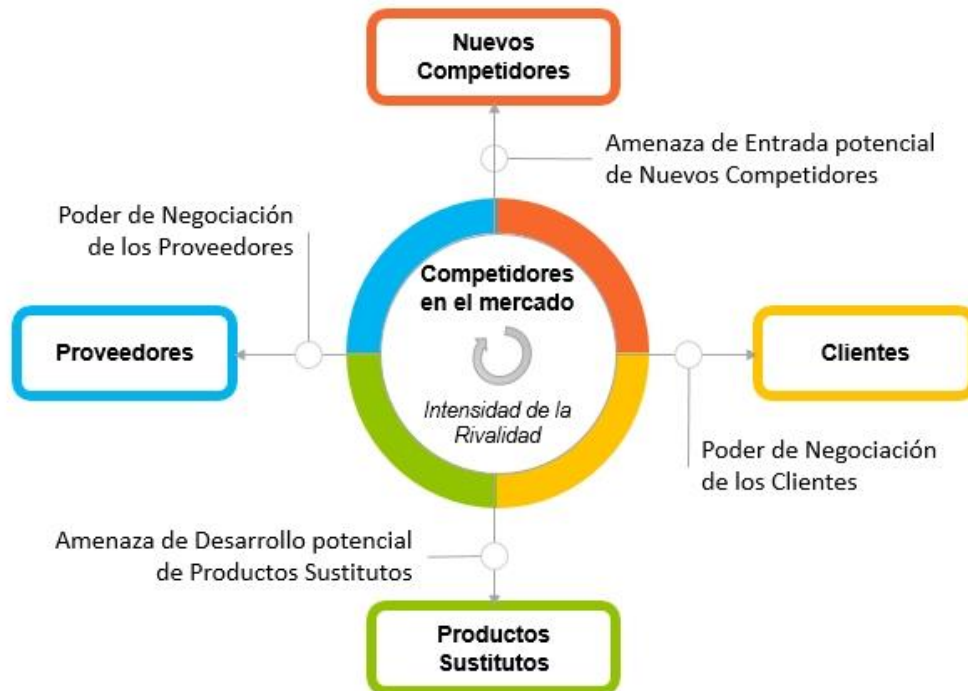 Nuevos
Competidores
Amenaza de Entrada potencial
de Nuevos Competidores
Poder de Negociación
de los Proveedores
Competidores
en el mercado
Proveedores
Clientes
Intensidad de la
Rivalidad
Poder de Negociación
de los Clientes
Amenaza de Desarrollo potencial
de Productos Sustitutos
Productos
Sustitutos